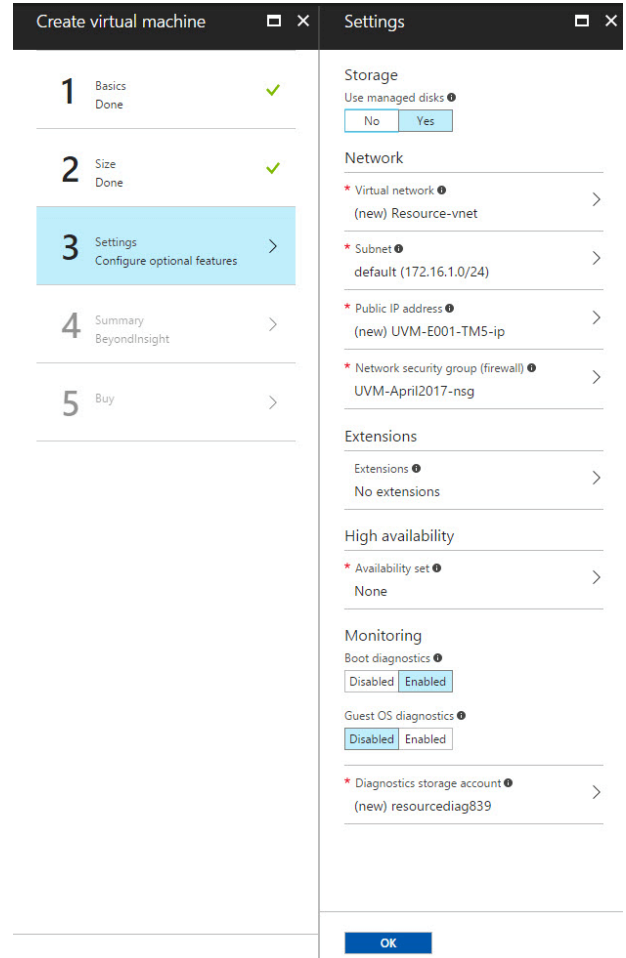 Create virtual machine
1
Basics
Done
2
Size
Done
3
Settings
Configure optional features
4
Summary
BeyondInsight
5
Buy
Settings
Storage
Use managed disks
No Yes
Network
* Virtual network
(new) Resource-vnet
* Subnet
default (172.16.1.0/24)
* Public IP address
(new) UVM-E001-TM5-ip
* Network security group (firewall)
UVM-April2017-nsg
Extensions
Extensions
No extensions
High availability
* Availability set
None
Monitoring
Boot diagnostics
Disabled Enabled
Guest OS diagnostics
Disabled Enabled
* Diagnostics storage account
(new) resourcediag839
OK